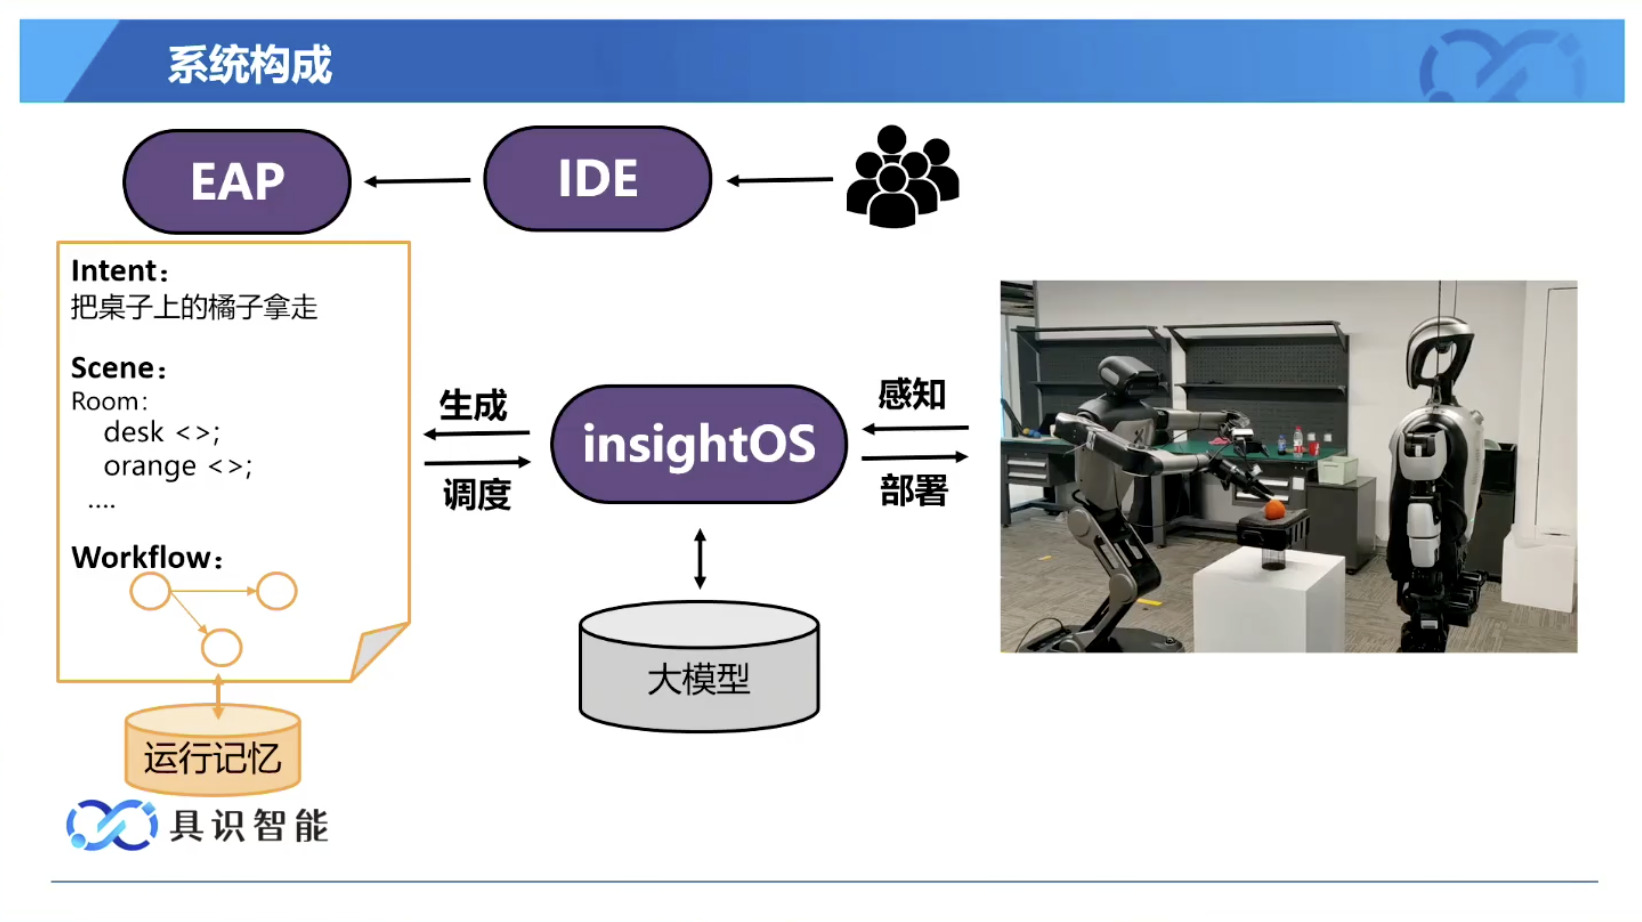 系统构成
EAP
IDE
Intent：
把桌子上的橘子拿走
Scene：
Room：
desk <>;
orange <>;
....
Workflow：
生成
调度
insightOS
感知
部署
大模型
运行记忆
具识智能